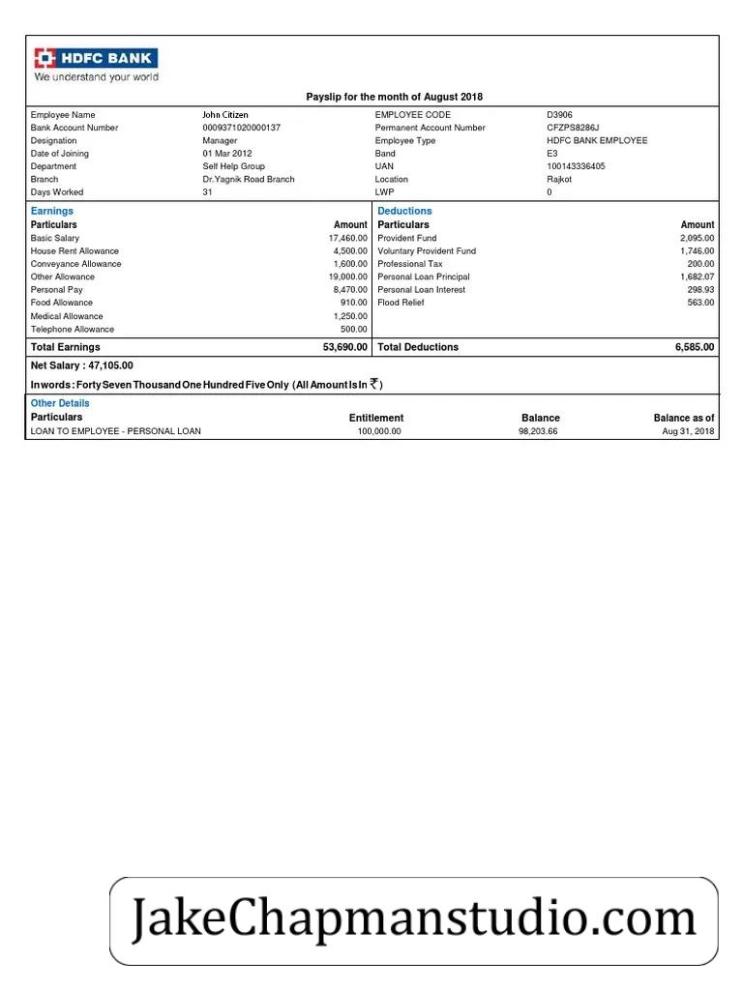 HDFC BANK
We understand your world
Payslip for the month of August 2018
Employee Name John Citizen EMPLOYEE CODE D3906
Bank Account Number 0009371020000137 Permanent Account Number CFZPS8286J
Designation Manager Employee Type HDFC BANK EMPLOYEE
Date of Joining 01 Mar 2012 Band E3
Department Self Help Group UAN 100143336405
Branch Dr.Yagnik Road Branch Location Rajkot
Days Worked 31 LWP 0
Earnings Deductions
Particulars Amount Particulars Amount
Basic Salary 17,460.00 Provident Fund 2,095.00
House Rent Allowance 4,500.00 Voluntary Provident Fund 1,746.00
Conveyance Allowance 1,600.00 Professional Tax 200.00
Other Allowance 19,000.00 Personal Loan Principal 1,682.07
Personal Pay 8,470.00 Personal Loan Interest 298.93
Food Allowance 910.00 Flood Relief 563.00
Medical Allowance 1,250.00
Telephone Allowance 500.00
Total Earnings 53,690.00 Total Deductions 6,585.00
Net Salary : 47,105.00
Inwords : Forty Seven Thousand One Hundred Five Only (All Amount Is In ₹)
Other Details
Particulars Entitlement Balance Balance as of
LOAN TO EMPLOYEE - PERSONAL LOAN 100,000.00 98,203.66 Aug 31, 2018
JakeChapmanstudio.com